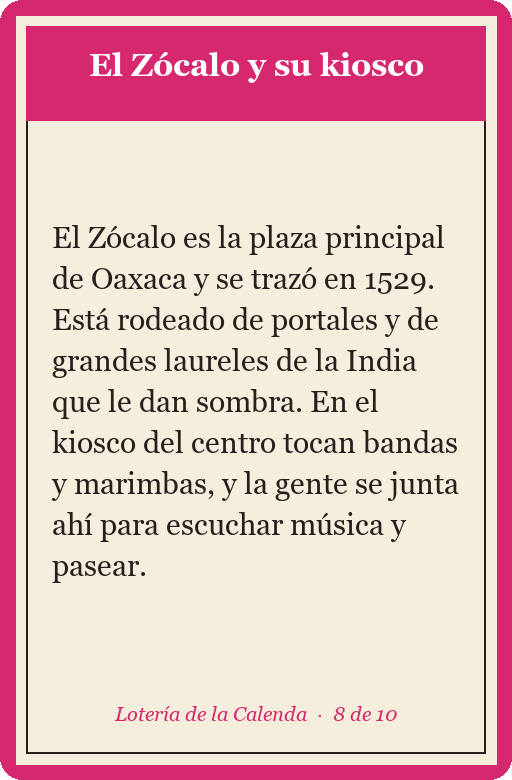 El Zócalo y su kiosco
El Zócalo es la plaza principal
de Oaxaca y se trazó en 1529.
Está rodeado de portales y de
grandes laureles de la India
que le dan sombra. En el
kiosco del centro tocan bandas
y marimbas, y la gente se junta
ahí para escuchar música y
pasear.
Lotería de la Calenda · 8 de 10